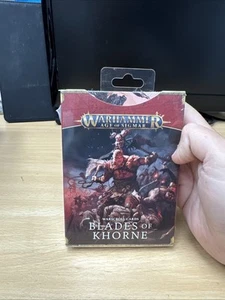 WARHAMMER
AGE OF SIGMAR
WARSCROLL CARDS
BLADES OF
KHORNE